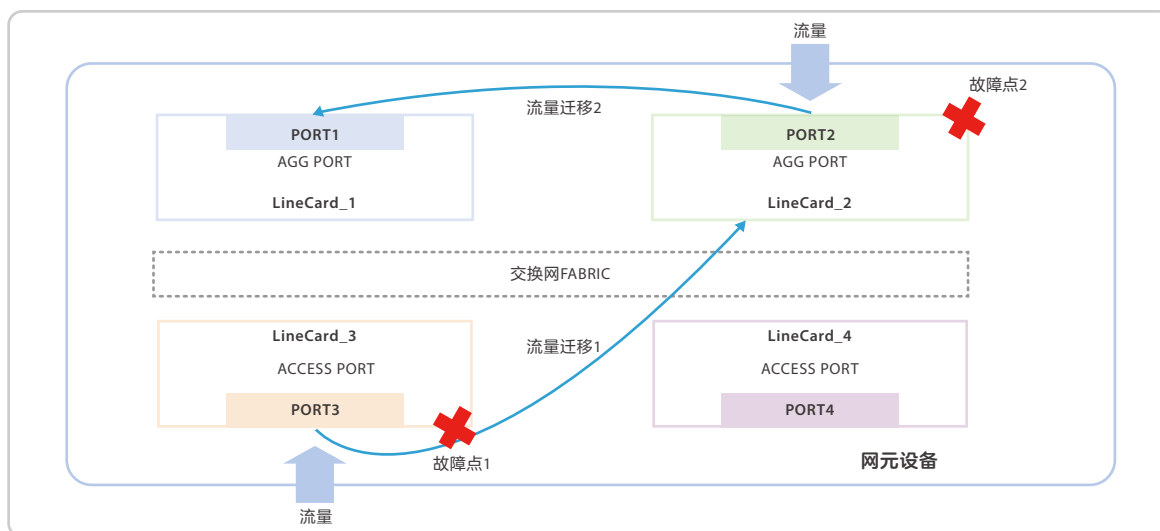 流量
故障点2
流量迁移2
PORT1
AGG PORT
LineCard_1
PORT2
AGG PORT
LineCard_2
交换网FABRIC
LineCard_3
ACCESS PORT
PORT3
流量迁移1
LineCard_4
ACCESS PORT
PORT4
故障点1
网元设备
流量